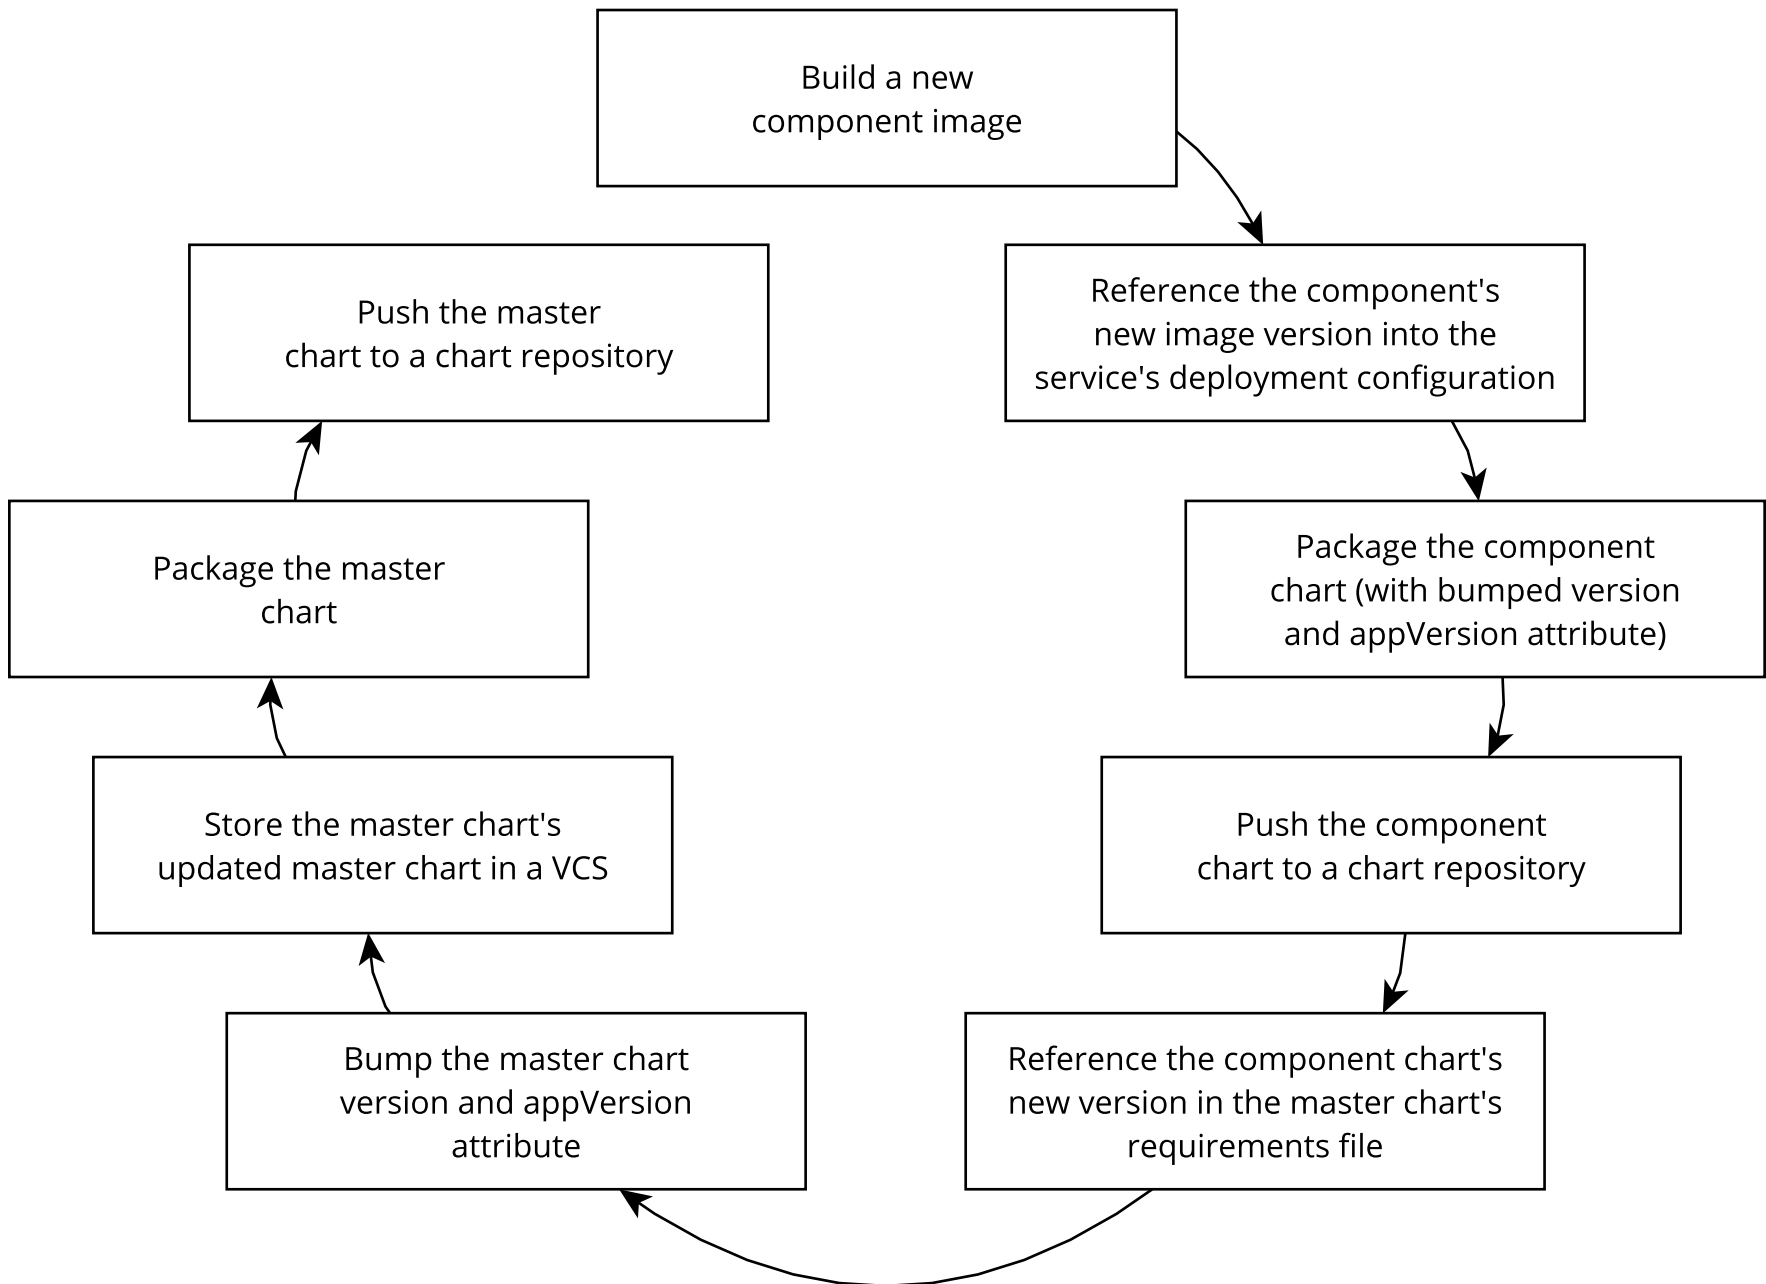 Build a new
component image
Reference the component's
new image version into the
service's deployment configuration
Package the component
chart (with bumped version
and appVersion attribute)
Push the component
chart to a chart repository
Reference the component chart's
new version in the master chart's
requirements file
Bump the master chart
version and appVersion
attribute
Store the master chart's
updated master chart in a VCS
Package the master
chart
Push the master
chart to a chart repository